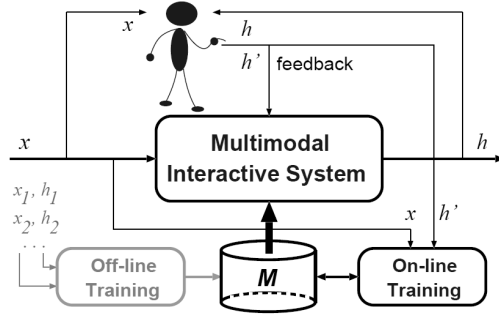 x
h
h' feedback
x
Multimodal
Interactive System
h
x1, h1
x2, h2
. . .
x
h'
Off-line
Training
M
On-line
Training